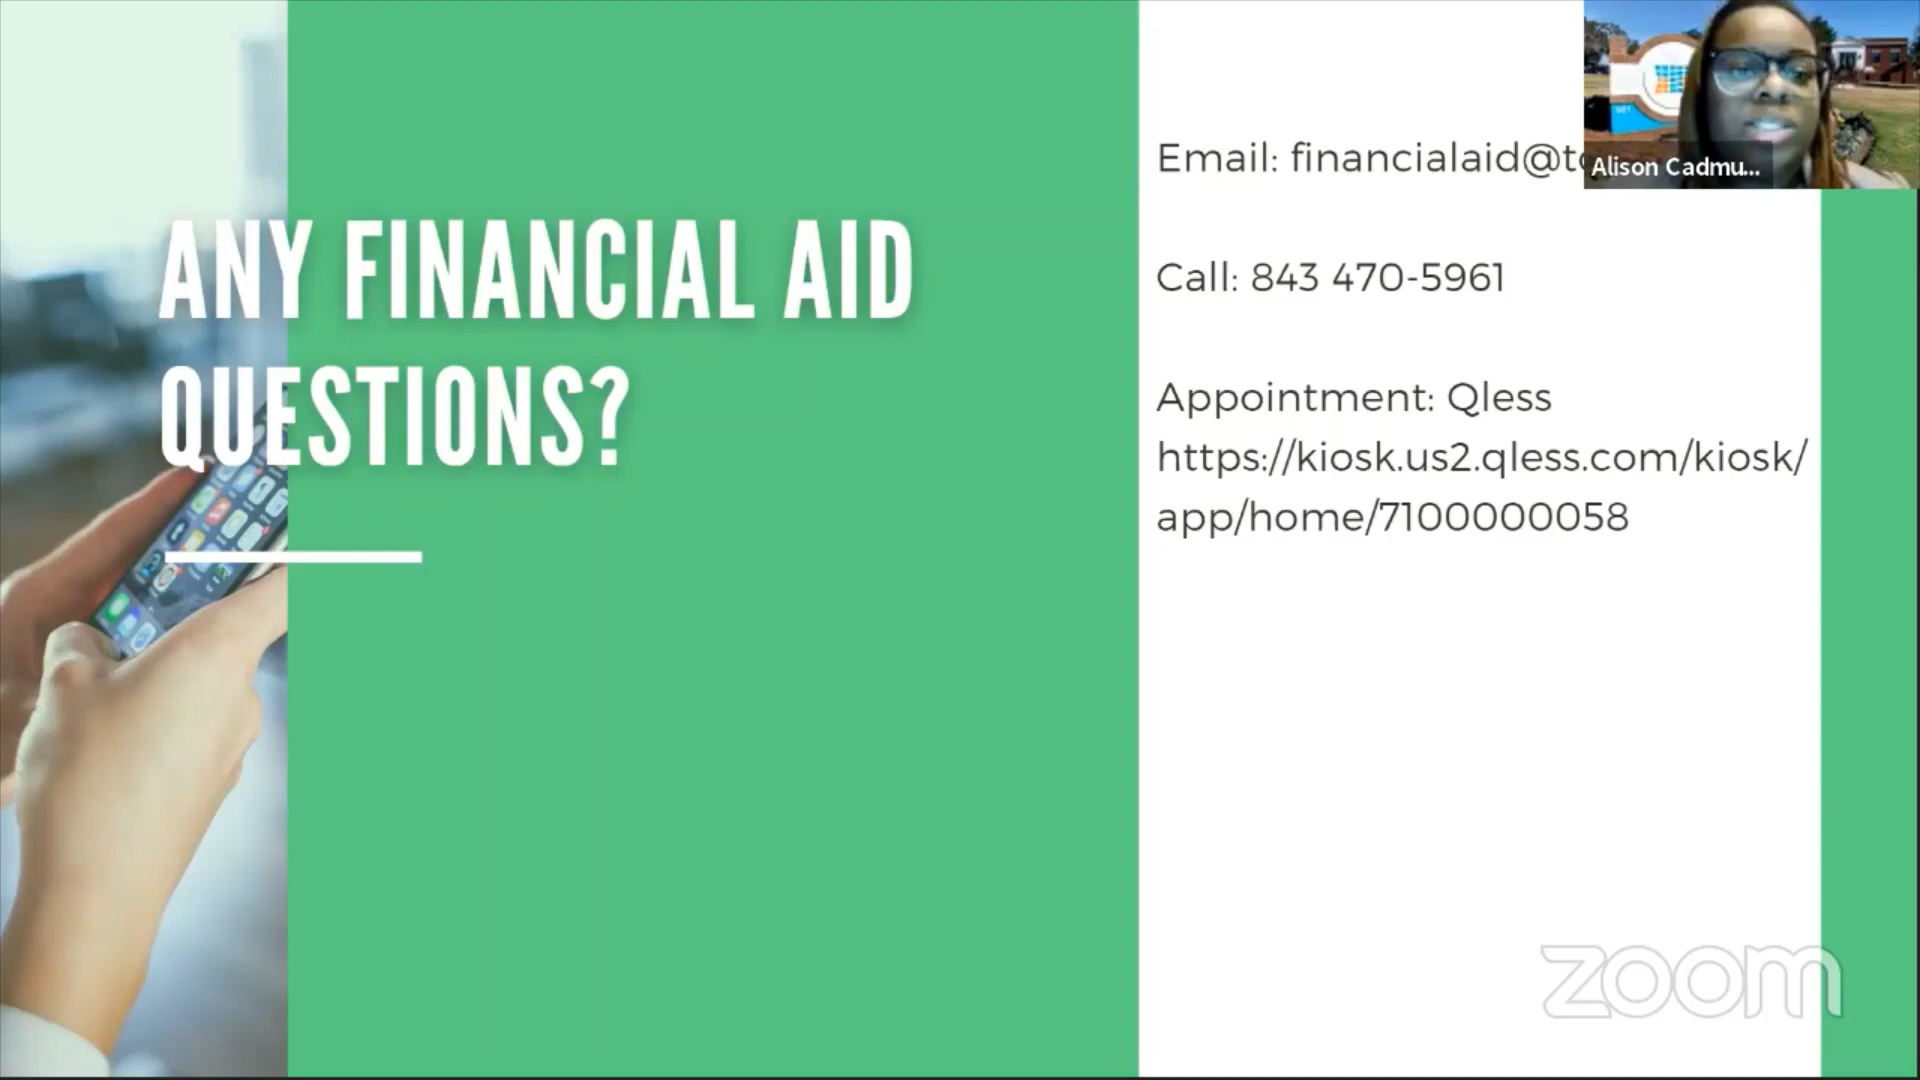 ANY FINANCIAL AID
QUESTIONS?
Email: financialaid@
Alison Cadmu...
Call: 843 470-5961
Appointment: Qless
https://kiosk.us2.qless.com/kiosk/
app/home/7100000058
zoom